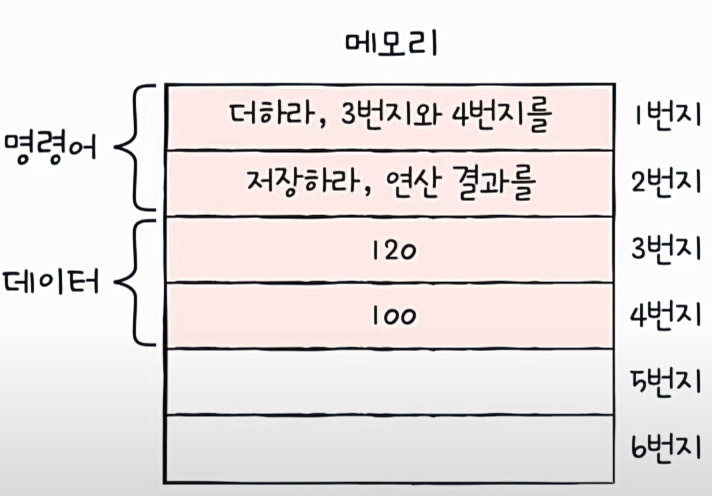 메모리
명령어
더하라, 3번지와 4번지를
1번지
저장하라, 연산 결과를
2번지
데이터
120
3번지
100
4번지
5번지
6번지